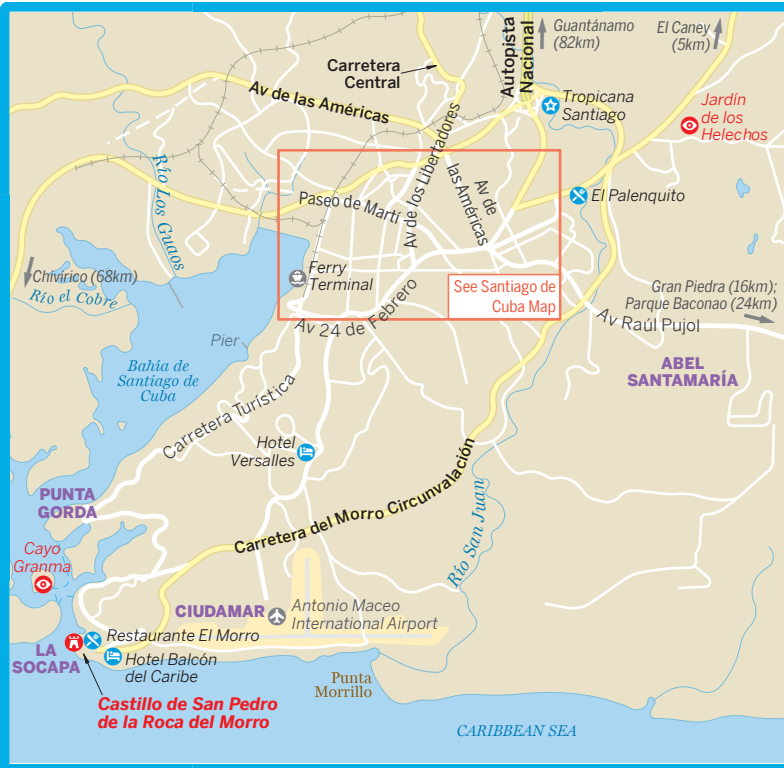 Guantánamo
(82km)
El Caney
(5km)
Carretera
Central
Autopista
Nacional
Av de las Américas
Tropicana
Santiago
Jardín
de los
Helechos
Río Los Guaos
Paseo de Martí
Av de los Libertadores
Av de
las Américas
El Palenquito
Chivirico (68km)
Río el Cobre
Ferry
Terminal
See Santiago de
Cuba Map
Gran Piedra (16km);
Parque Baconao (24km)
Av 24 de Febrero
Av Raúl Pujol
Pier
Bahía de
Santiago de
Cuba
ABEL
SANTAMARÍA
Carretera Turística
Hotel
Versalles
PUNTA
GORDA
Carretera del Morro Circunvalación
Río San Juan
Cayo
Granma
CIUDAMAR
Antonio Maceo
International Airport
Restaurante El Morro
LA
SOCAPA
Hotel Balcón
del Caribe
Punta
Morrillo
Castillo de San Pedro
de la Roca del Morro
CARIBBEAN SEA